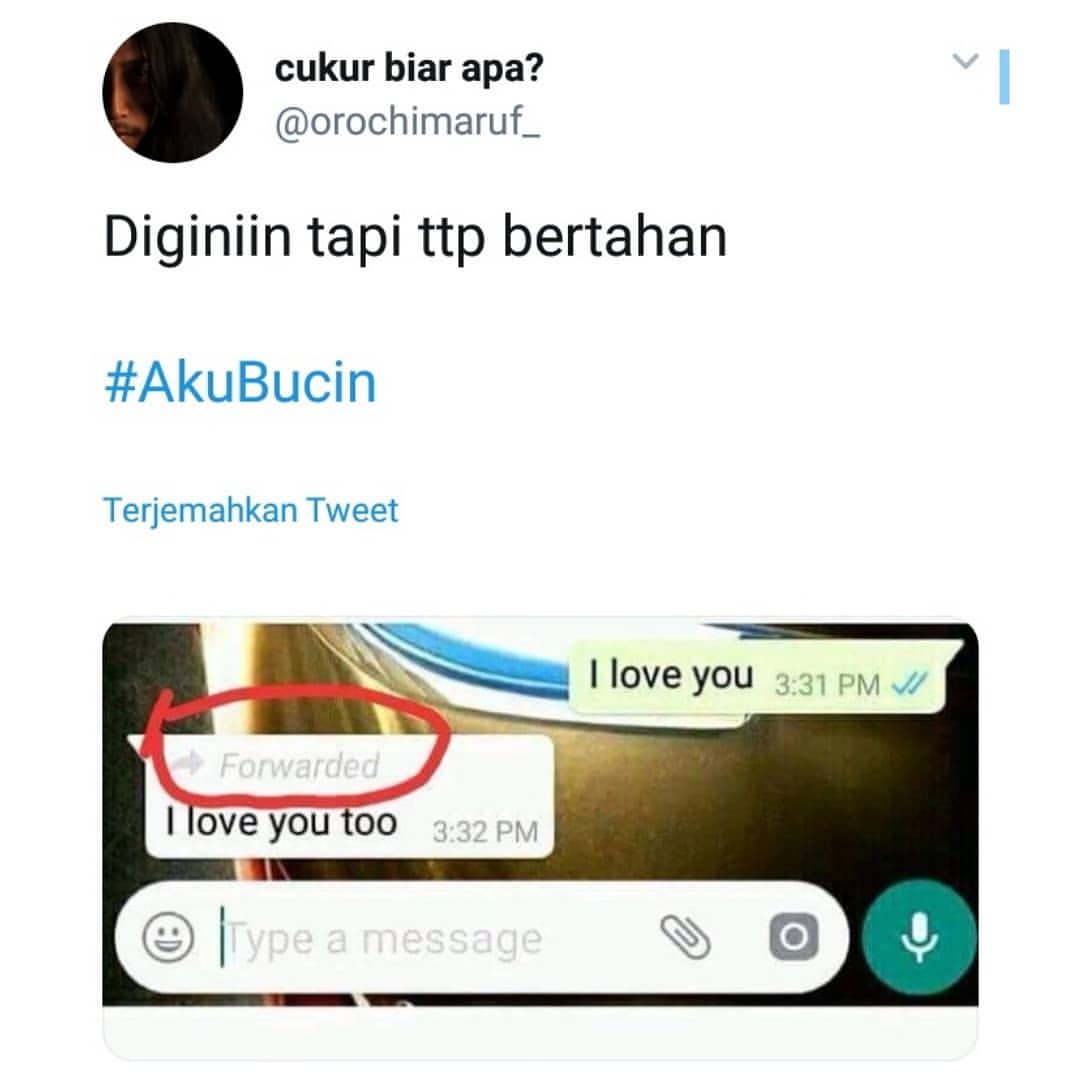 cukur biar apa?
@orochimaruf_
Diginiin tapi ttp bertahan
#AkuBucin
Terjemahkan Tweet
I love you 3:31 PM
Forwarded
I love you too 3:32 PM
Type a message